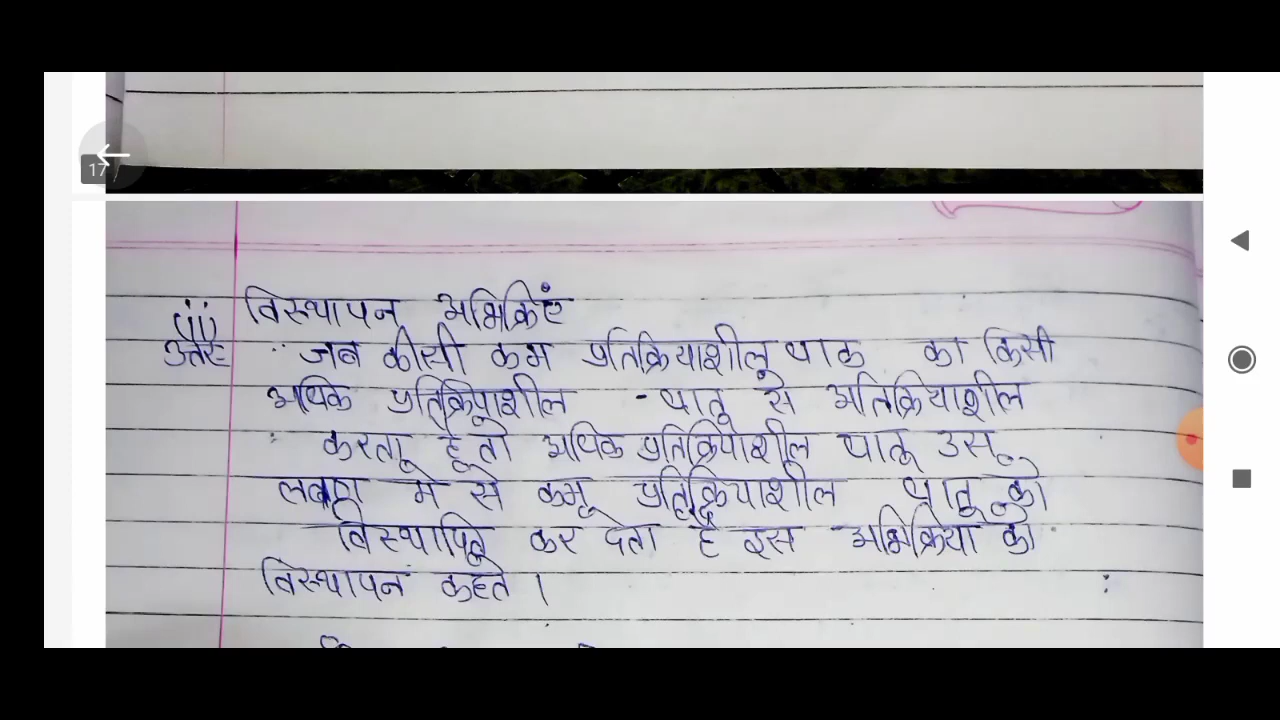 17
iii विस्थापन अभिक्रिएं
उत्तर जब कीसी कम प्रतिक्रियाशील धातु का किसी
अधिक प्रतिक्रियाशील - धातू से अतिक्रियाशील
करता हू तो अधिक प्रतिक्रियाशील धातू उस
लवण मे से कम प्रतिक्रियाशील धातू को
विस्थापित कर देता है इस अभिक्रिया को
विस्थापन कहते ।